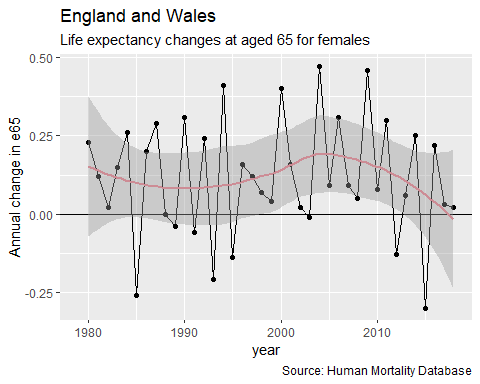 England and Wales
Life expectancy changes at aged 65 for females
Annual change in e65
0.50
0.25
0.00
-0.25
1980 1990 2000 2010
year
Source: Human Mortality Database